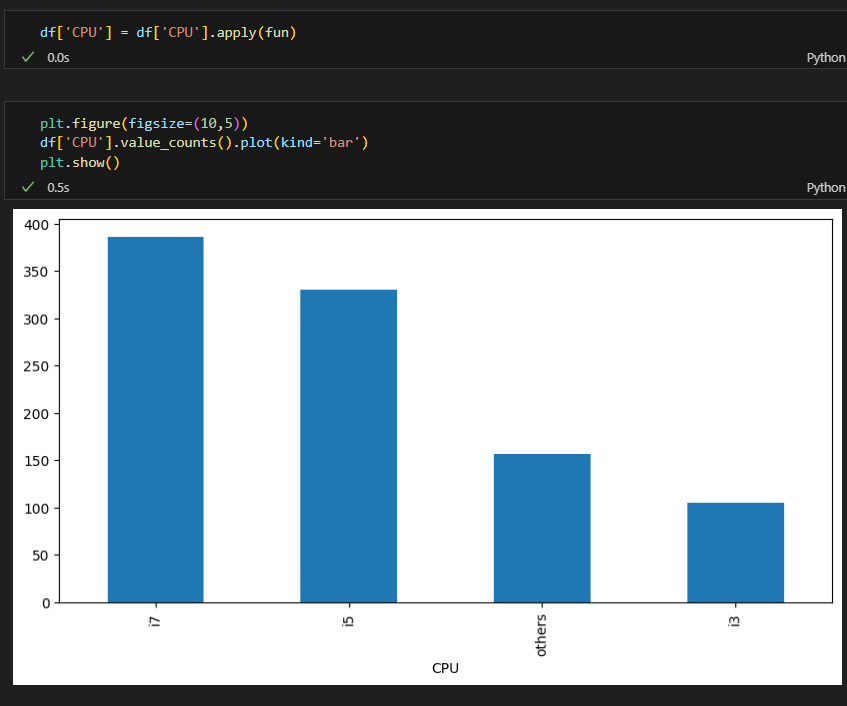 df['CPU'] = df['CPU'].apply(fun)
0.0s
Python
plt.figure(figsize=(10,5))
df['CPU'].value_counts().plot(kind='bar')
plt.show()
0.5s
Python
400
350
300
250
200
150
100
50
0
i7
i5
others
i3
CPU